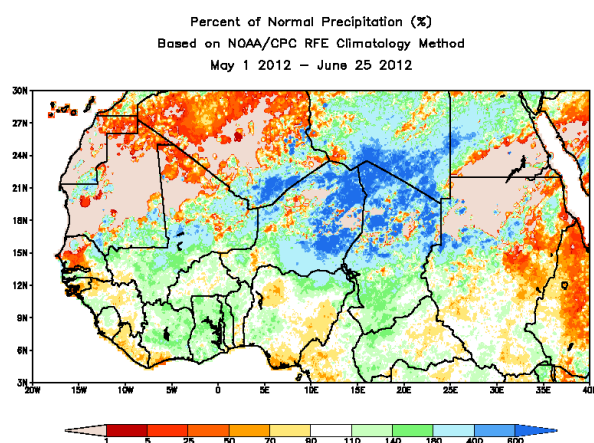 Percent of Normal Precipitation (%)
Based on NOAA/CPC RFE Climatology Method
May 1 2012 – June 25 2012
30N
27N
24N
21N
18N
15N
12N
9N
6N
3N
20W 15W 10W 5W 0 5E 10E 15E 20E 25E 30E 35E 40E
1 5 25 50 70 90 110 140 180 400 600